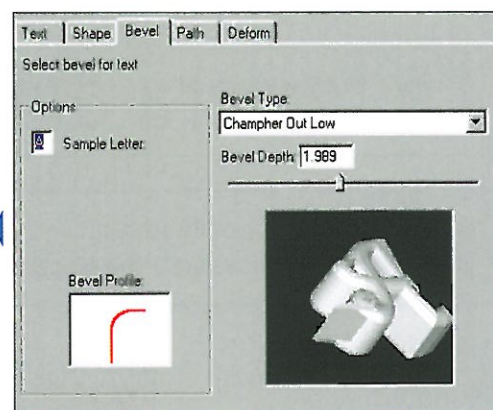 Text Shape Bevel Path Deform
Select bevel for text
Options
Sample Letter:
Bevel Profile:
Bevel Type:
Champher Out Low
Bevel Depth: 1.989